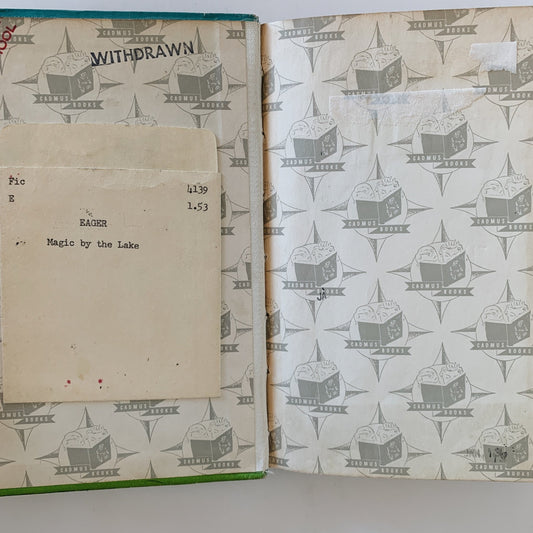 WITHDRAWN
Fic 4139
E 1.53
EAGER
Magic by the Lake
CADMUS BOOKS